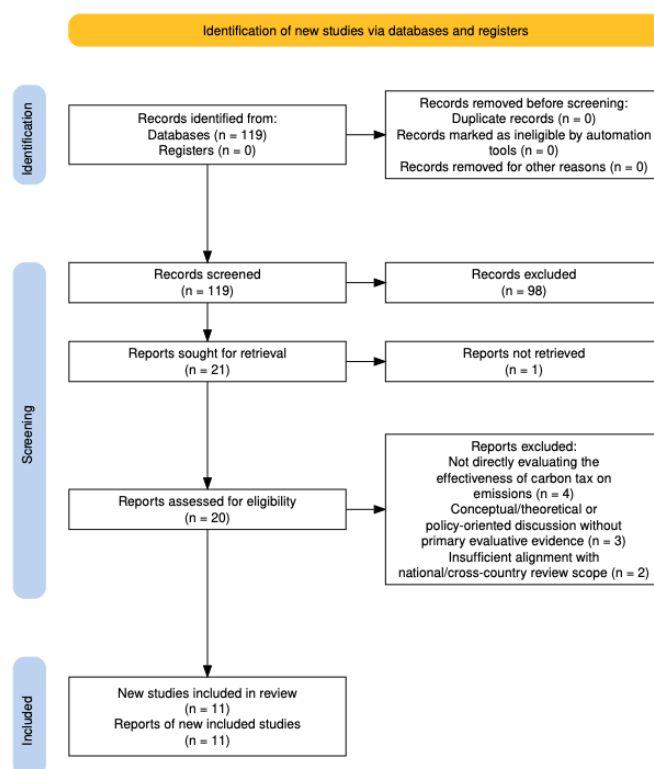 Identification of new studies via databases and registers
Identification
Records identified from:
Databases (n = 119)
Registers (n = 0)
Records removed before screening:
Duplicate records (n = 0)
Records marked as ineligible by automation
tools (n = 0)
Records removed for other reasons (n = 0)
Screening
Records screened
(n = 119)
Records excluded
(n = 98)
Reports sought for retrieval
(n = 21)
Reports not retrieved
(n = 1)
Reports assessed for eligibility
(n = 20)
Reports excluded:
Not directly evaluating the
effectiveness of carbon tax on
emissions (n = 4)
Conceptual/theoretical or
policy-oriented discussion without
primary evaluative evidence (n = 3)
Insufficient alignment with
national/cross-country review scope (n = 2)
Included
New studies included in review
(n = 11)
Reports of new included studies
(n = 11)